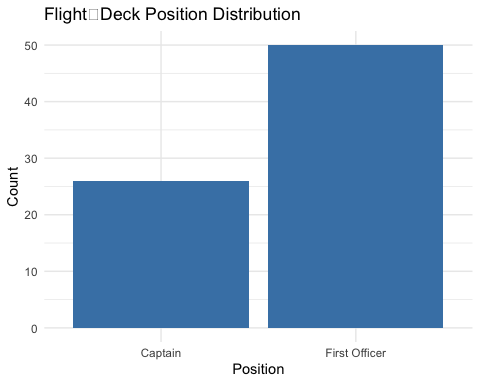 Flight□Deck Position Distribution
50
40
30
20
10
0
Count
Captain
First Officer
Position